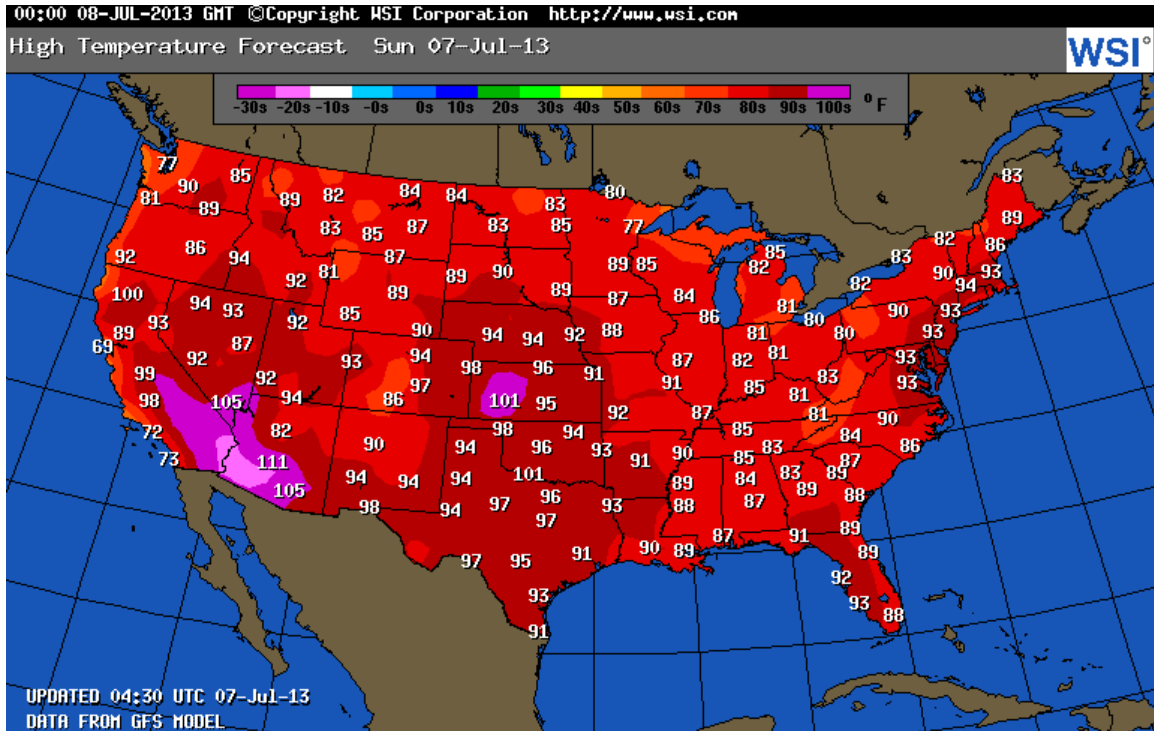 00:00 08-JUL-2013 GMT ©Copyright WSI Corporation http://www.wsi.com
High Temperature Forecast Sun 07-Jul-13
WSI°
-30s -20s -10s -0s 0s 10s 20s 30s 40s 50s 60s 70s 80s 90s 100s °F
77 85 83
90 89 82 84 84 80
81 89 83 89
83 85 87 83 85 77 82 86
92 86 94 87 85 83
92 81 89 90 89 85 82 90 93
100 89 89 87 84 81 82 94
94 93 85 86 90 93
93 92 90 94 94 92 88 81 80 80 93
89 87
69 92 93 94 98 96 87 82 81 93
99 92 97 91 91 85 83 93
98 105 94 86 101 95 92 87 81 81 90
72 82 90 98 94 85 84 86
73 111 94 96 93 91 90 85 83 87
105 94 94 94 101 89 84 83 89
98 94 97 96 93 88 87 89 88
97 87 91 89
97 95 91 90 89 89
92
93 93 88
91
UPDATED 04:30 UTC 07-Jul-13
DATA FROM GFS MODEL